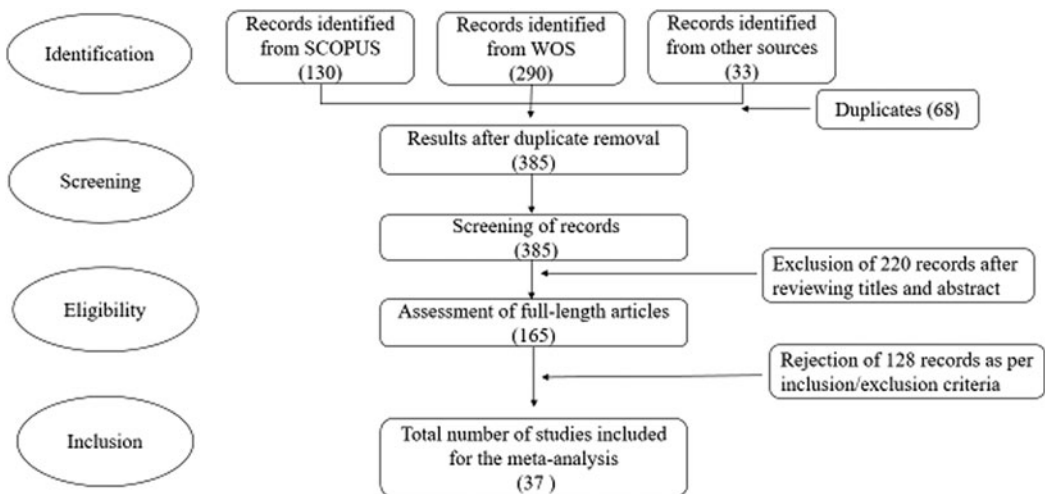 Identification
Records identified
from SCOPUS
(130)
Records identified
from WOS
(290)
Records identified
from other sources
(33)
Duplicates (68}
Results after duplicate removal
(385)
Screening
Screening of records
(385)
Exclusion of 220 records after
reviewing titles and abstract
Eligibility
Assessment of full-length articles
(165)
Rejection of 128 records as per
inclusion/exclusion criteria
Inclusion
Total number of studies included
for the meta-analysis
(37 )